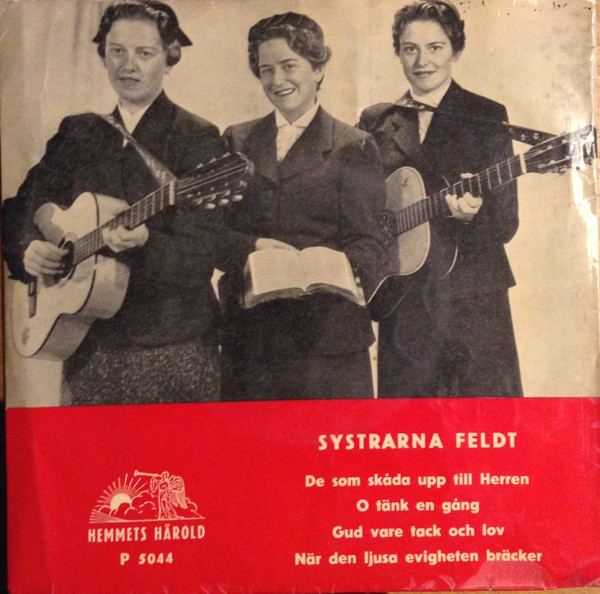 SYSTRARNA FELDT
De som skåda upp till Herren
O tänk en gång
Gud vare tack och lov
När den ljusa evigheten bräcker
HEMMETS HÄROLD
P 5044